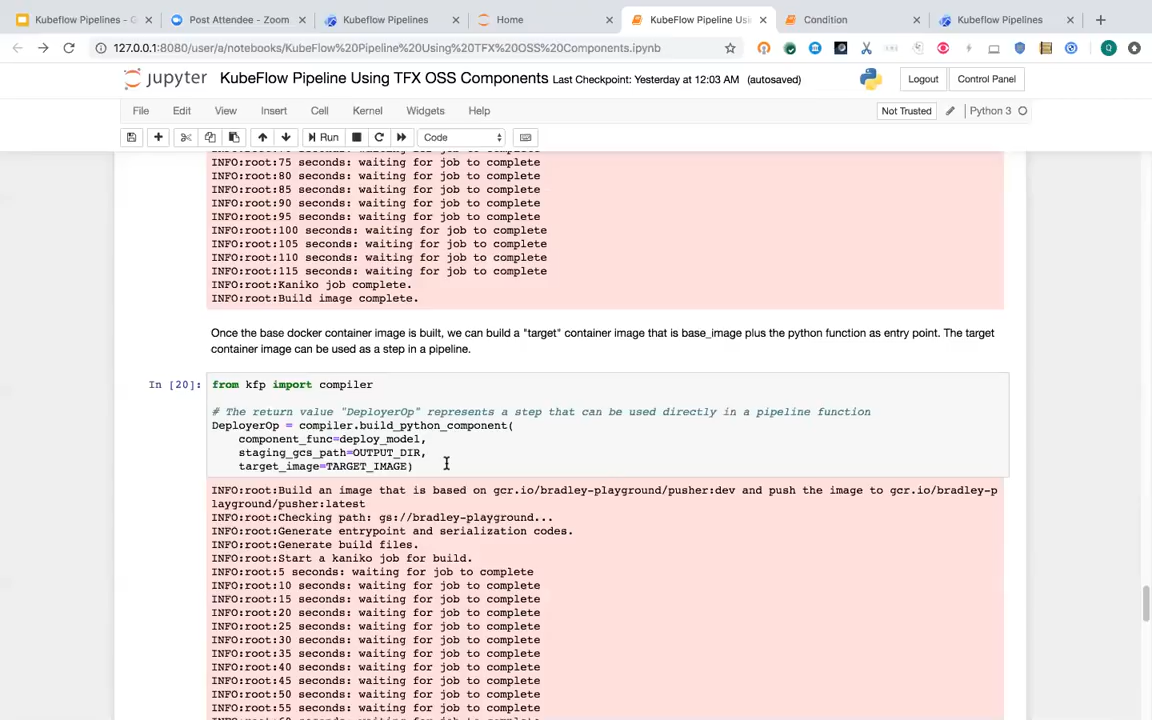 Kubeflow Pipelines - G
Post Attendee - Zoom
Kubeflow Pipelines
Home
KubeFlow Pipeline Usi
Condition
Kubeflow Pipelines
127.0.0.1:8080/user/a/notebooks/KubeFlow%20Pipeline%20Using%20TFX%20OSS%20Components.ipynb
Q
jupyter KubeFlow Pipeline Using TFX OSS Components Last Checkpoint: Yesterday at 12:03 AM (autosaved)
Logout
Control Panel
File Edit View Insert Cell Kernel Widgets Help
Not Trusted
Python 3
Run
Code
INFO:root:70 seconds: waiting for job to complete
INFO:root:75 seconds: waiting for job to complete
INFO:root:80 seconds: waiting for job to complete
INFO:root:85 seconds: waiting for job to complete
INFO:root:90 seconds: waiting for job to complete
INFO:root:95 seconds: waiting for job to complete
INFO:root:100 seconds: waiting for job to complete
INFO:root:105 seconds: waiting for job to complete
INFO:root:110 seconds: waiting for job to complete
INFO:root:115 seconds: waiting for job to complete
INFO:root:Kaniko job complete.
INFO:root:Build image complete.
Once the base docker container image is built, we can build a "target" container image that is base_image plus the python function as entry point. The target
container image can be used as a step in a pipeline.
In [20]: from kfp import compiler
# The return value "DeployerOp" represents a step that can be used directly in a pipeline function
DeployerOp = compiler.build_python_component(
component_func=deploy_model,
staging_gcs_path=OUTPUT_DIR,
target_image=TARGET_IMAGE)
INFO:root:Build an image that is based on gcr.io/bradley-playground/pusher:dev and push the image to gcr.io/bradley-p
layground/pusher:latest
INFO:root:Checking path: gs://bradley-playground...
INFO:root:Generate entrypoint and serialization codes.
INFO:root:Generate build files.
INFO:root:Start a kaniko job for build.
INFO:root:5 seconds: waiting for job to complete
INFO:root:10 seconds: waiting for job to complete
INFO:root:15 seconds: waiting for job to complete
INFO:root:20 seconds: waiting for job to complete
INFO:root:25 seconds: waiting for job to complete
INFO:root:30 seconds: waiting for job to complete
INFO:root:35 seconds: waiting for job to complete
INFO:root:40 seconds: waiting for job to complete
INFO:root:45 seconds: waiting for job to complete
INFO:root:50 seconds: waiting for job to complete
INFO:root:55 seconds: waiting for job to complete